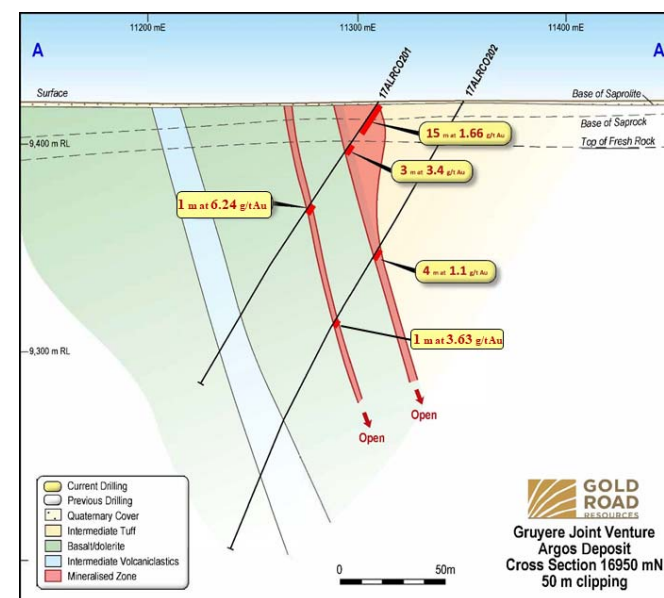 11200 mE
11300 mE
11400 mE
A
A
17ALRCO201
17ALRCO202
Surface
Base of Saprolite
Base of Saprock
15 m at 1.66 g/t Au
Top of Fresh Rock
9,400 m RL
3 m at 3.4 g/t Au
1 m at 6.24 g/t Au
4 m at 1.1 g/t Au
1 m at 3.63 g/t Au
9,300 m RL
Open
Open
Current Drilling
Previous Drilling
Quaternary Cover
Intermediate Tuff
Basalt/dolerite
Intermediate Volcaniclastics
Mineralised Zone
0
50m
GOLD
ROAD
RESOURCES
Gruyere Joint Venture
Argos Deposit
Cross Section 16950 mN
50 m clipping